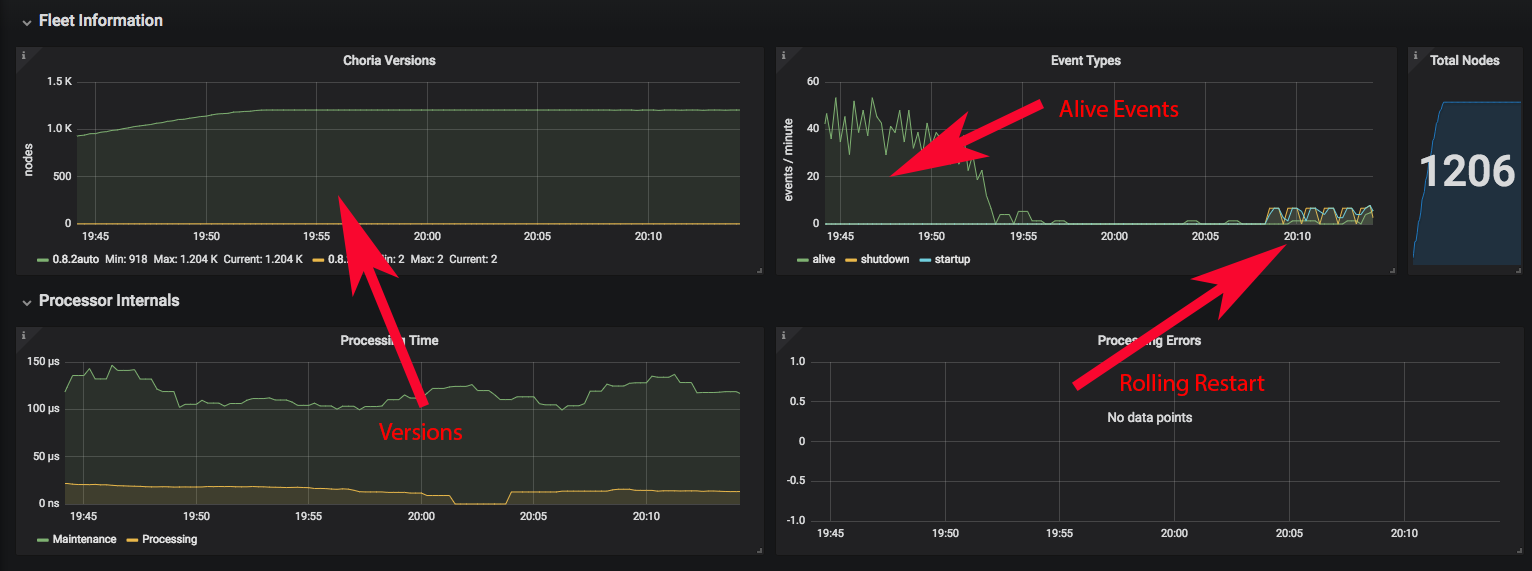 Fleet Information
Choria Versions
nodes
1.5 K
1.0 K
500
0
19:45 19:50 19:55 20:00 20:05 20:10
0.8.2auto Min: 918 Max: 1.204 K Current: 1.204 K 0.8. in: 2 Max: 2 Current: 2
Event Types
events / minute
60
40
20
0
Alive Events
19:45 19:50 19:55 20:00 20:05 20:10
alive shutdown startup
Total Nodes
1206
Processor Internals
Processing Time
150 µs
100 µs
50 µs
0 ns
Versions
19:45 19:50 19:55 20:00 20:05 20:10
Maintenance Processing
Processing Errors
1.0
0.5
0
-0.5
-1.0
Rolling Restart
No data points
19:45 19:50 19:55 20:00 20:05 20:10